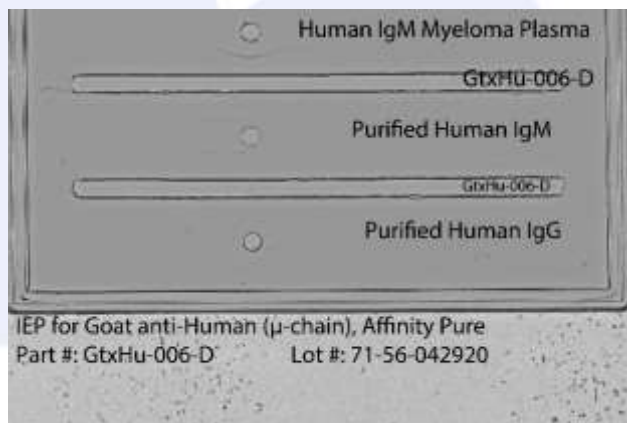 Human IgM Myeloma Plasma
GtxHu-006-D
Purified Human IgM
GtxHu-006-D
Purified Human IgG
IEP for Goat anti-Human (μ-chain), Affinity Pure
Part #: GtxHu-006-D Lot #: 71-56-042920